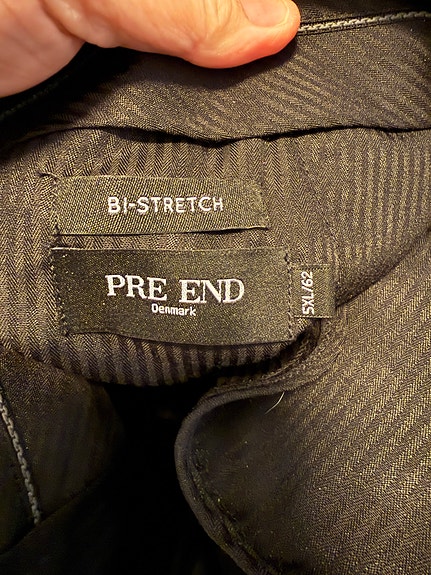 BI-STRETCH
PRE END
Denmark
5XL/62